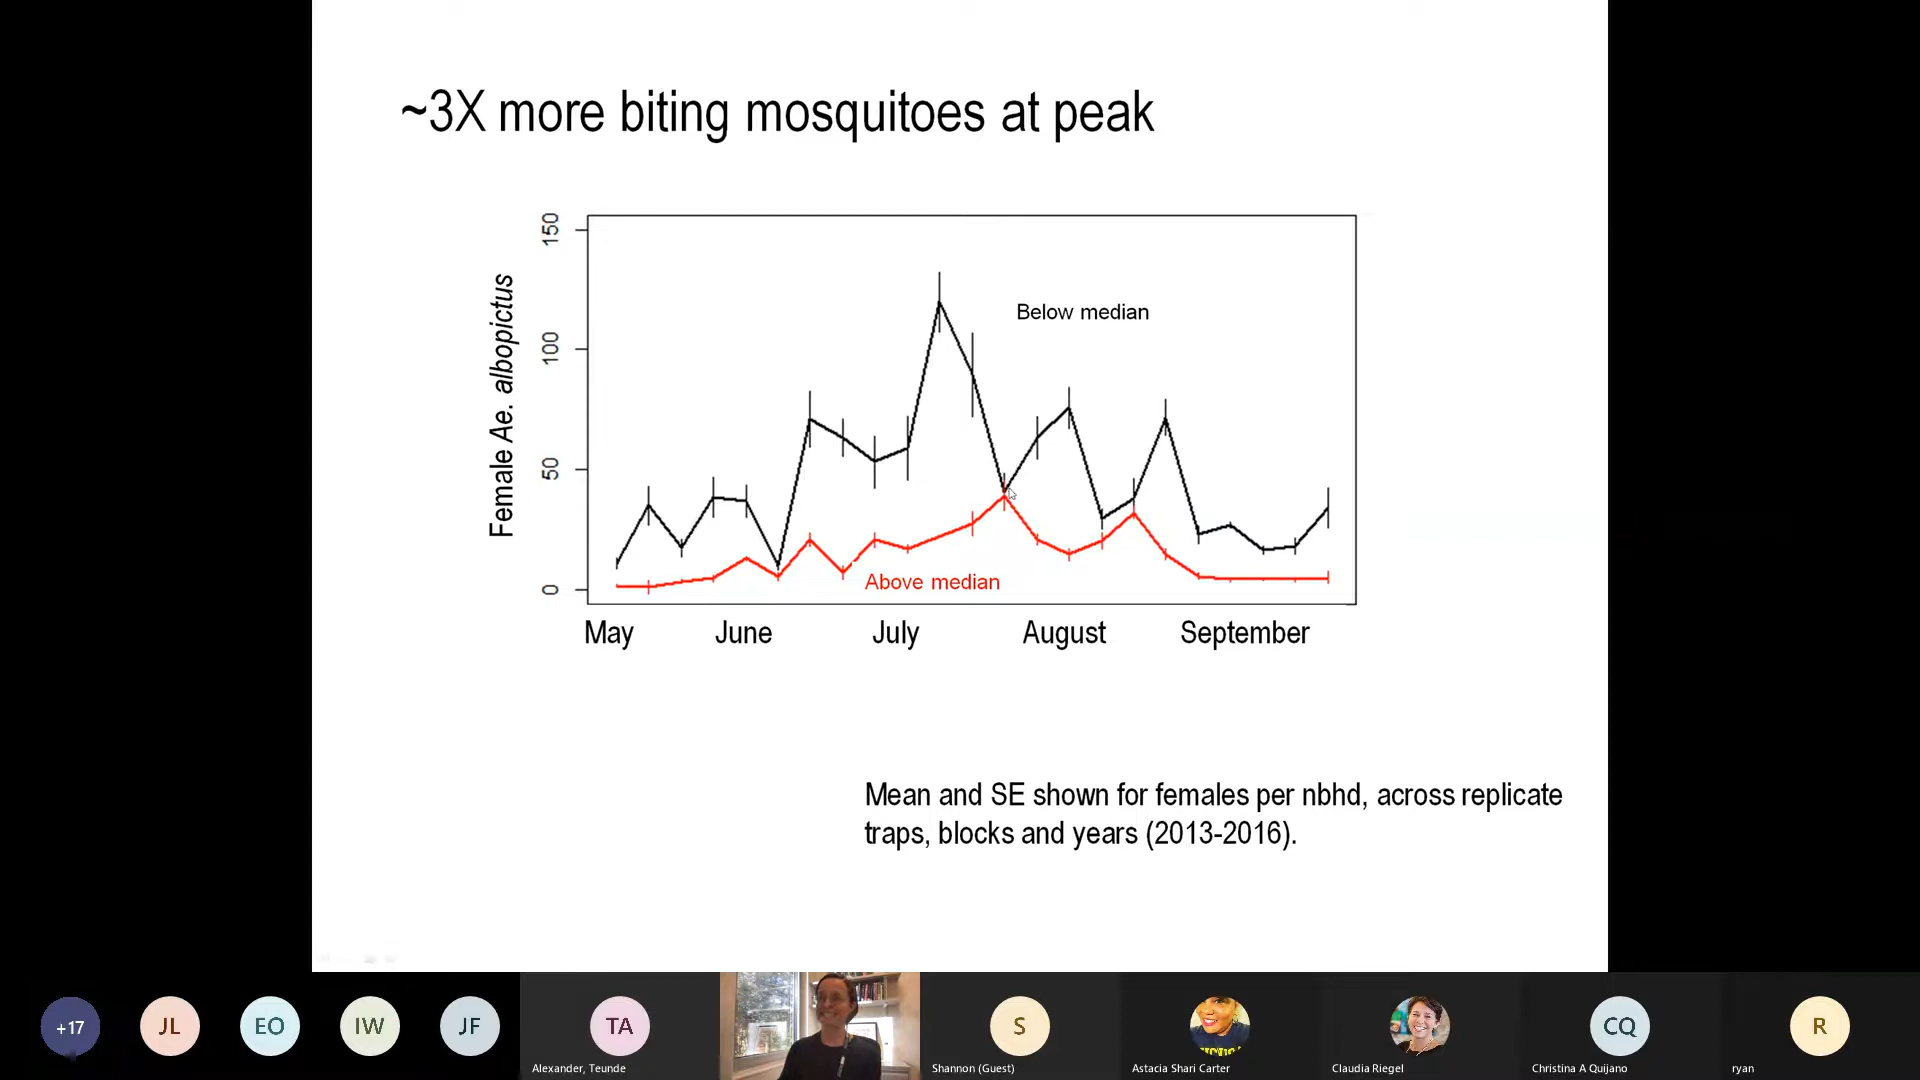 ~3X more biting mosquitoes at peak
150
100
50
0
Female Ae. albopictus
Below median
Above median
May June July August September
Mean and SE shown for females per nbhd, across replicate
traps, blocks and years (2013-2016).
+17
JL
EO
IW
JF
TA
Alexander, Teunde
S
Shannon (Guest)
Astacia Shari Carter
Claudia Riegel
CQ
Christina A Quijano
R
ryan